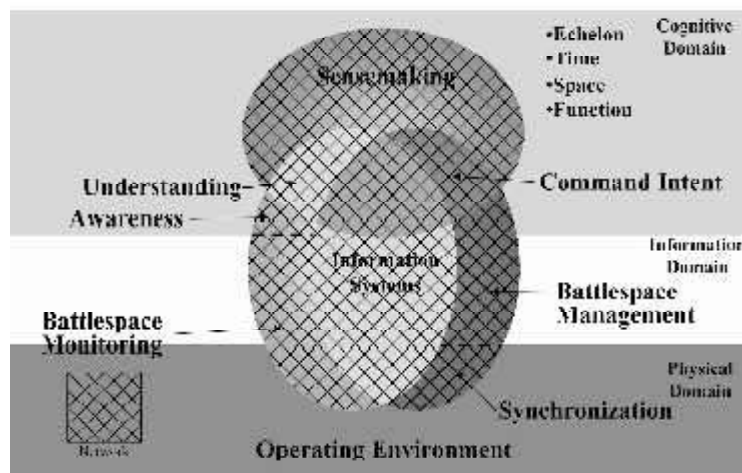 •Echelon
•Time
•Space
•Function
Cognitive
Domain
Sensemaking
Understanding
Awareness
Command Intent
Information
Systems
Information
Domain
Battlespace
Management
Battlespace
Monitoring
Physical
Domain
Synchronization
Network
Operating Environment